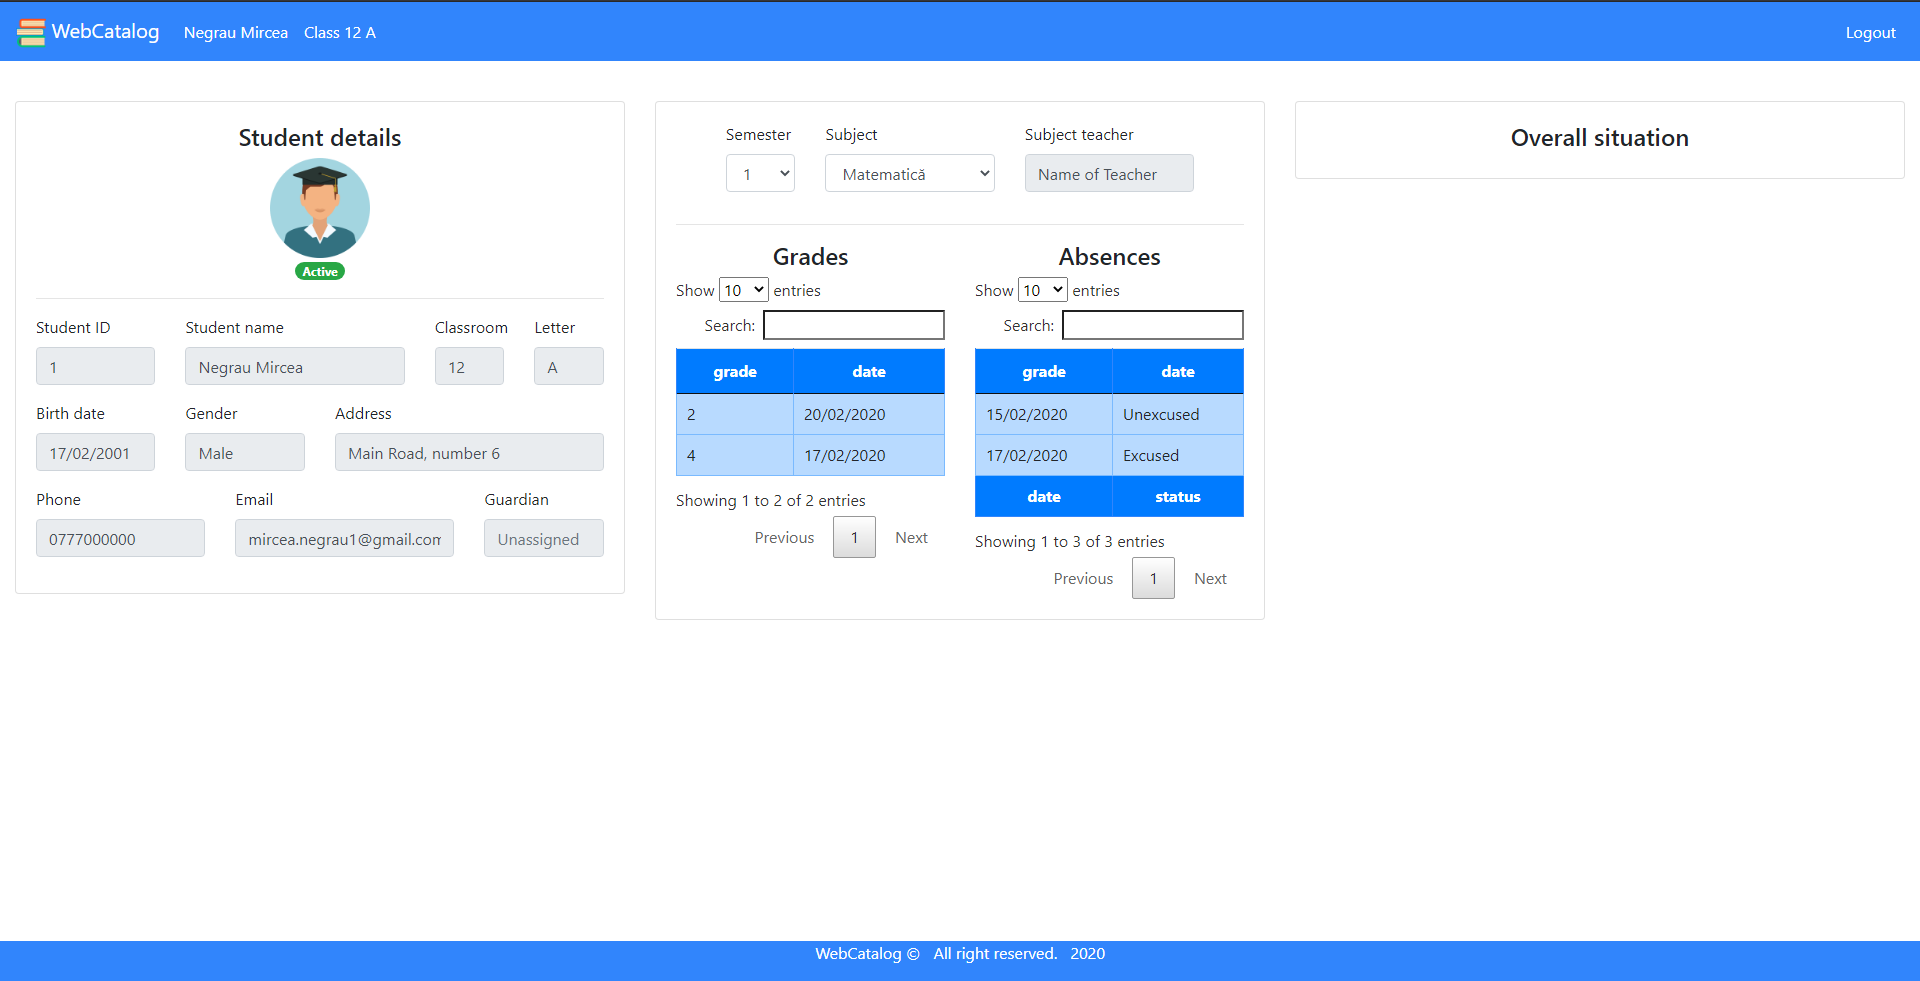 WebCatalog Negrau Mircea Class 12 A Logout
Student details
Active
Student ID Student name Classroom Letter
1 Negrau Mircea 12 A
Birth date Gender Address
17/02/2001 Male Main Road, number 6
Phone Email Guardian
0777000000 mircea.negrau1@gmail.com Unassigned
Semester Subject Subject teacher
1 Matematică Name of Teacher
Grades
Show 10 entries
Search:
grade date
2 20/02/2020
4 17/02/2020
Showing 1 to 2 of 2 entries
Previous 1 Next
Absences
Show 10 entries
Search:
grade date
15/02/2020 Unexcused
17/02/2020 Excused
date status
Showing 1 to 3 of 3 entries
Previous 1 Next
Overall situation
WebCatalog © All right reserved. 2020